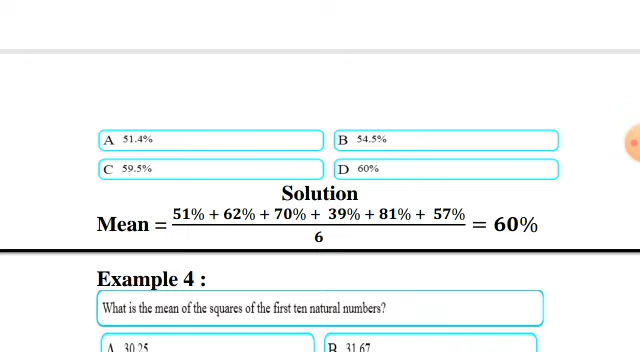 A 51.4% B 54.5%
C 59.5% D 60%
Solution
Mean = (51% + 62% + 70% + 39% + 81% + 57%) / 6 = 60%
Example 4 :
What is the mean of the squares of the first ten natural numbers?
A 30.25 B 31.67